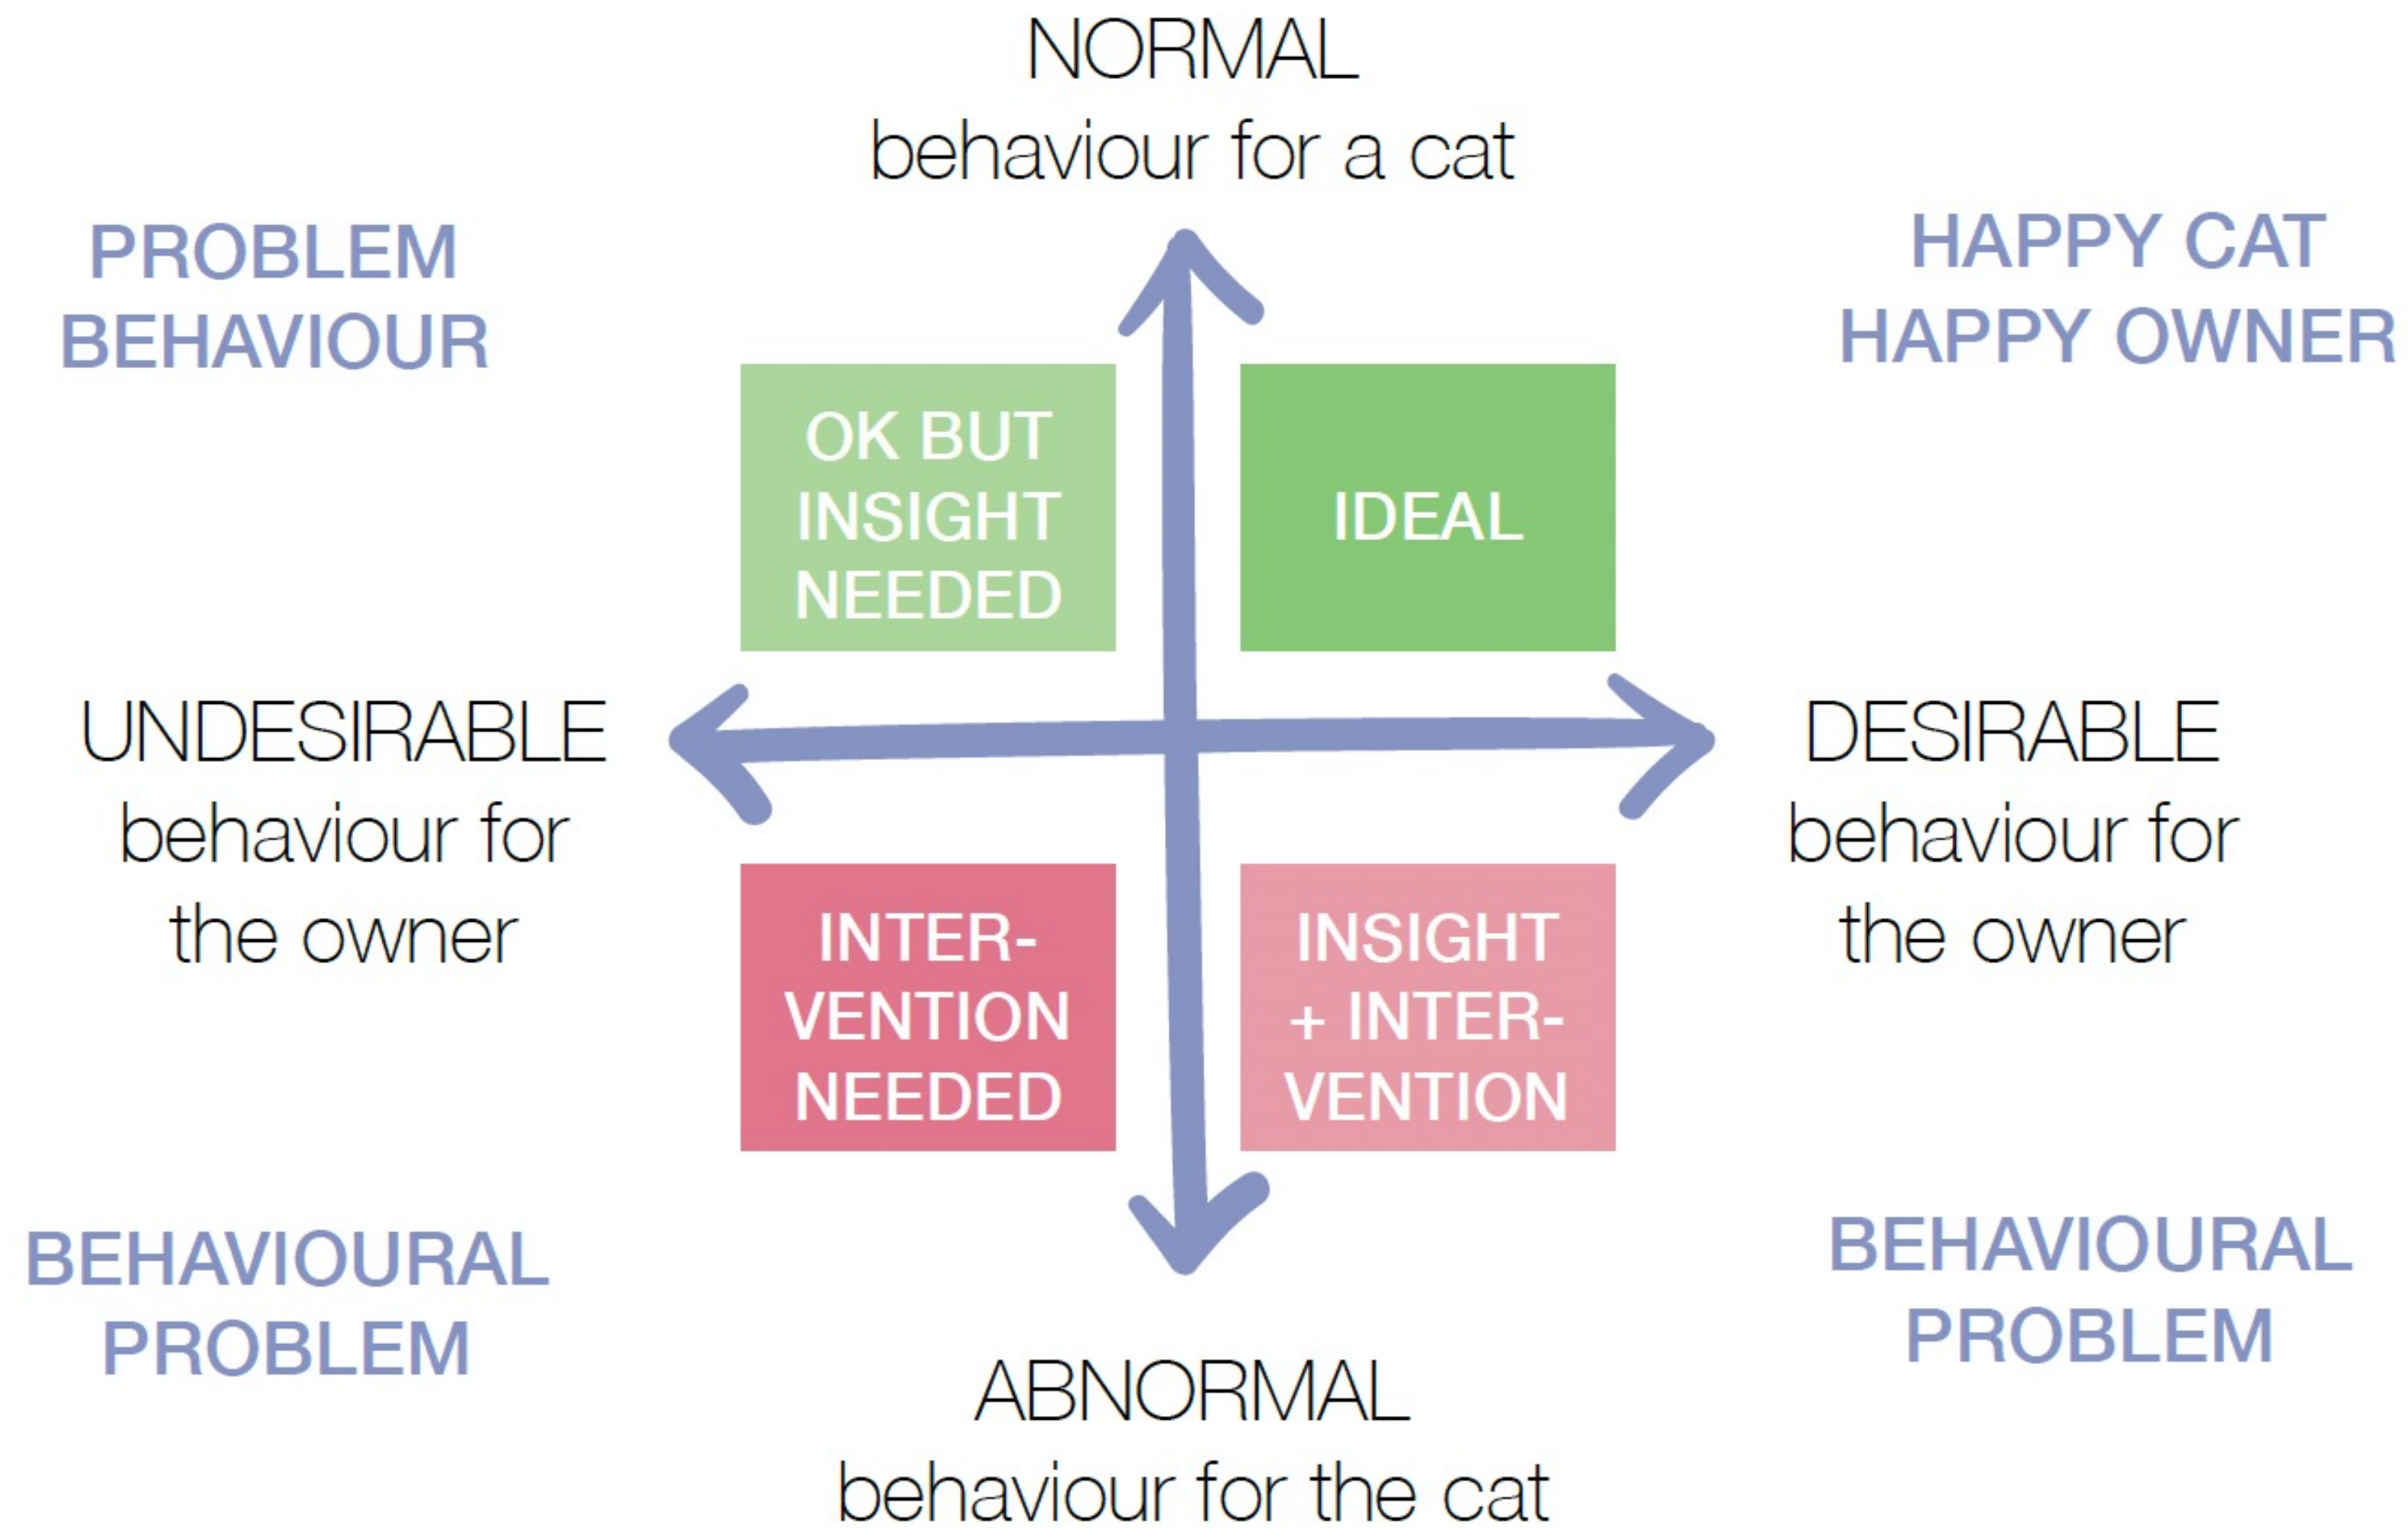 NORMAL
behaviour for a cat
PROBLEM
BEHAVIOUR
HAPPY CAT
HAPPY OWNER
OK BUT
INSIGHT
NEEDED
IDEAL
UNDESIRABLE
behaviour for
the owner
DESIRABLE
behaviour for
the owner
INTER-
VENTION
NEEDED
INSIGHT
+ INTER-
VENTION
BEHAVIOURAL
PROBLEM
BEHAVIOURAL
PROBLEM
ABNORMAL
behaviour for the cat